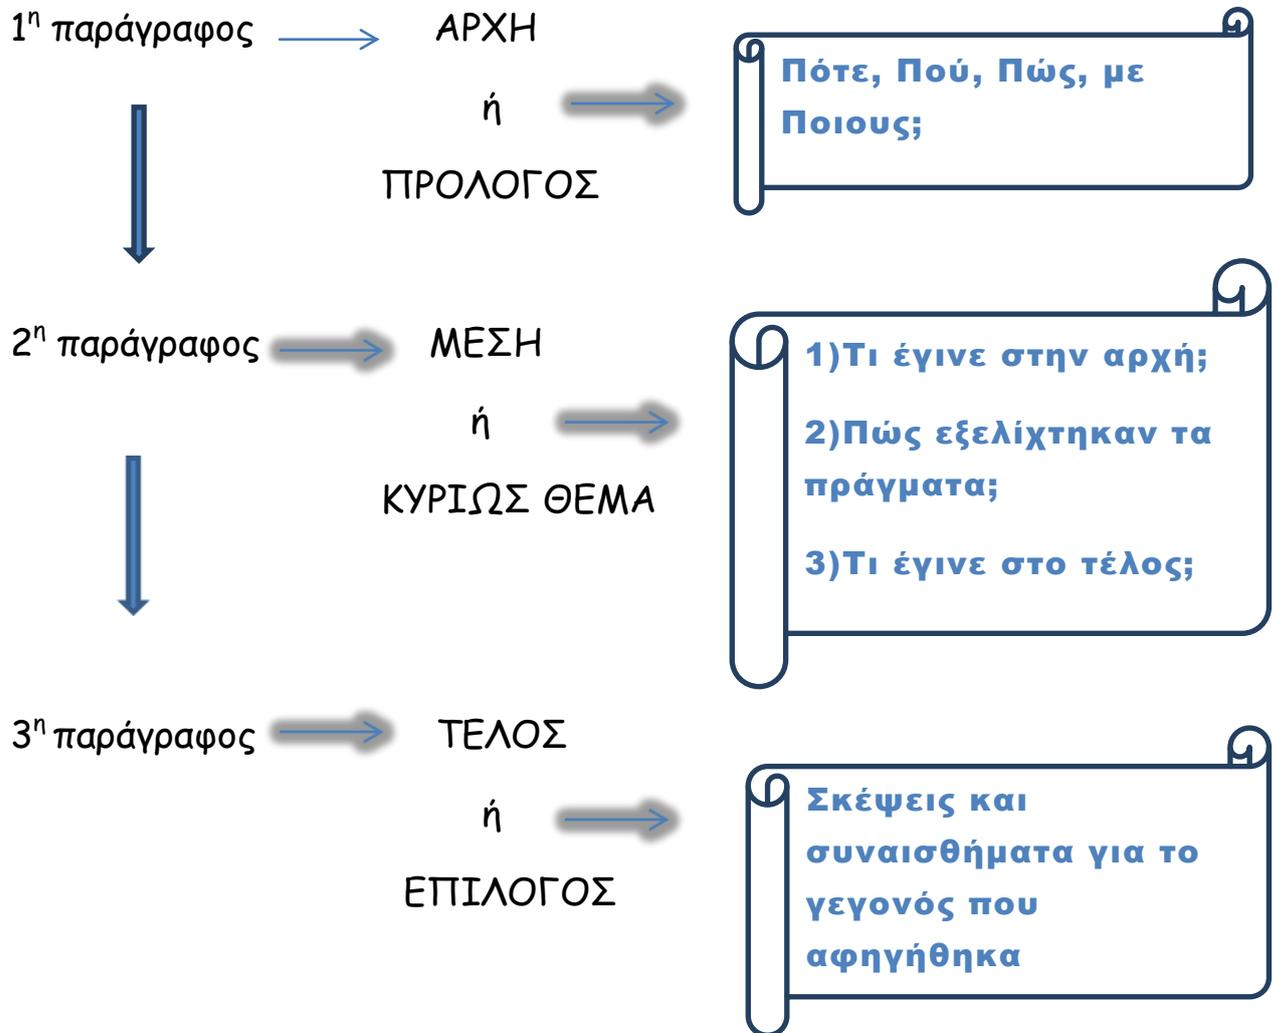 1η παράγραφος
ΑΡΧΗ
ή
ΠΡΟΛΟΓΟΣ
Πότε, Πού, Πώς, με
Ποιους;
2η παράγραφος
ΜΕΣΗ
ή
ΚΥΡΙΩΣ ΘΕΜΑ
1)Τι έγινε στην αρχή;
2)Πώς εξελίχτηκαν τα
πράγματα;
3)Τι έγινε στο τέλος;
3η παράγραφος
ΤΕΛΟΣ
ή
ΕΠΙΛΟΓΟΣ
Σκέψεις και
συναισθήματα για το
γεγονός που
αφηγήθηκα